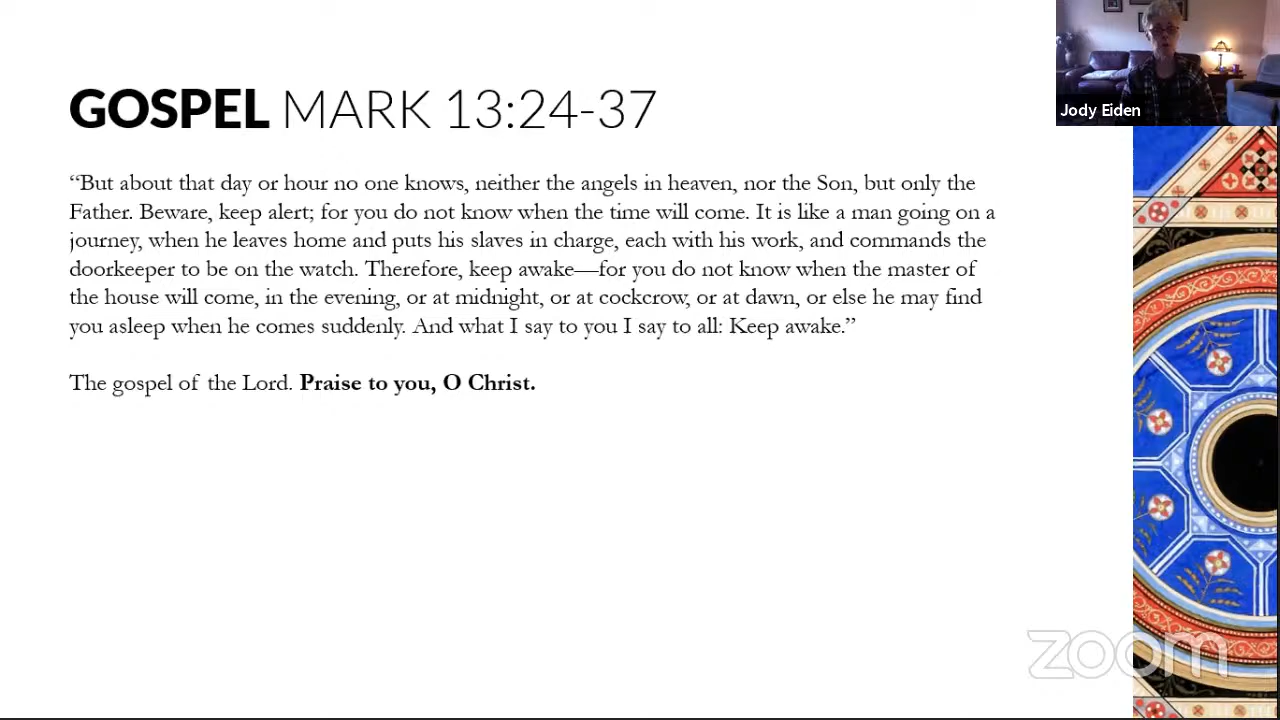 GOSPEL MARK 13:24-37
Jody Eiden
“But about that day or hour no one knows, neither the angels in heaven, nor the Son, but only the
Father. Beware, keep alert; for you do not know when the time will come. It is like a man going on a
journey, when he leaves home and puts his slaves in charge, each with his work, and commands the
doorkeeper to be on the watch. Therefore, keep awake—for you do not know when the master of
the house will come, in the evening, or at midnight, or at cockcrow, or at dawn, or else he may find
you asleep when he comes suddenly. And what I say to you I say to all: Keep awake.”
The gospel of the Lord. Praise to you, O Christ.
zoom